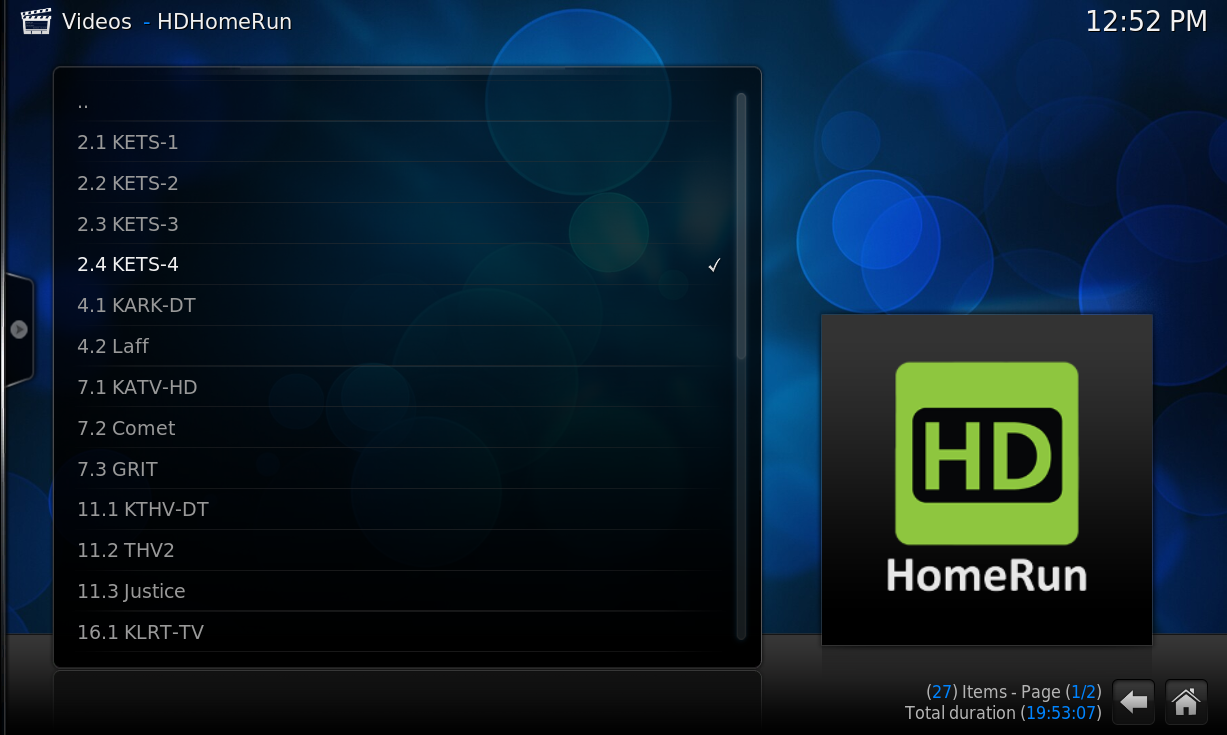 Videos - HDHomeRun
12:52 PM
..
2.1 KETS-1
2.2 KETS-2
2.3 KETS-3
2.4 KETS-4 ✓
4.1 KARK-DT
4.2 Laff
7.1 KATV-HD
7.2 Comet
7.3 GRIT
11.1 KTHV-DT
11.2 THV2
11.3 Justice
16.1 KLRT-TV
HD
HomeRun
(27) Items - Page (1/2)
Total duration (19:53:07)